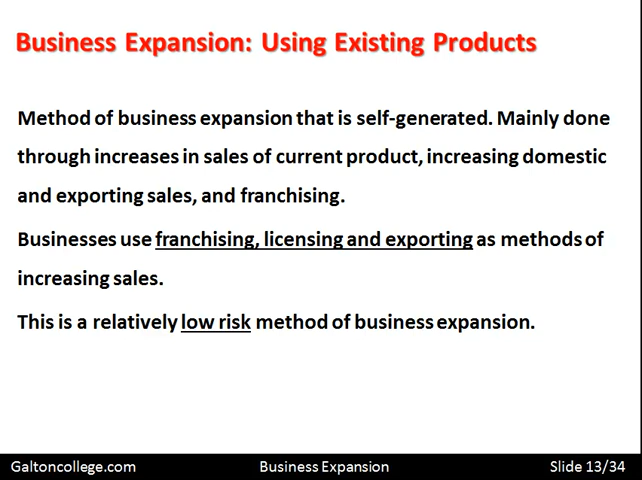 Business Expansion: Using Existing Products
Method of business expansion that is self-generated. Mainly done
through increases in sales of current product, increasing domestic
and exporting sales, and franchising.
Businesses use franchising, licensing and exporting as methods of
increasing sales.
This is a relatively low risk method of business expansion.
Galtoncollege.com Business Expansion Slide 13/34